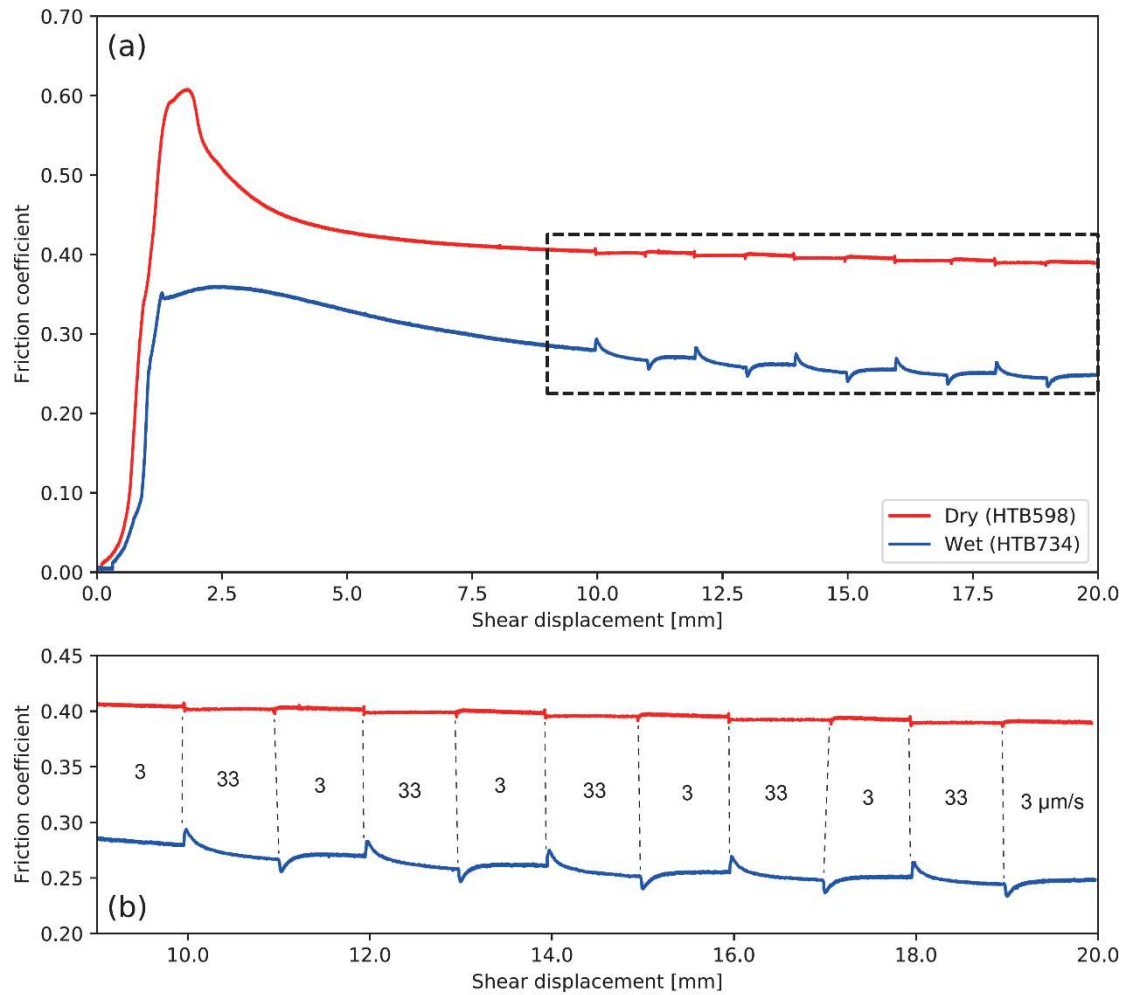 0.70
(a)
0.60
0.50
0.40
0.30
0.20
0.10
0.00
Friction coefficient
Dry (HTB598)
Wet (HTB734)
0.0 2.5 5.0 7.5 10.0 12.5 15.0 17.5 20.0
Shear displacement [mm]
0.45
0.40
0.35
0.30
0.25
0.20
Friction coefficient
3 33 3 33 3 33 3 33 3 33 3 μm/s
(b)
10.0 12.0 14.0 16.0 18.0 20.0
Shear displacement [mm]